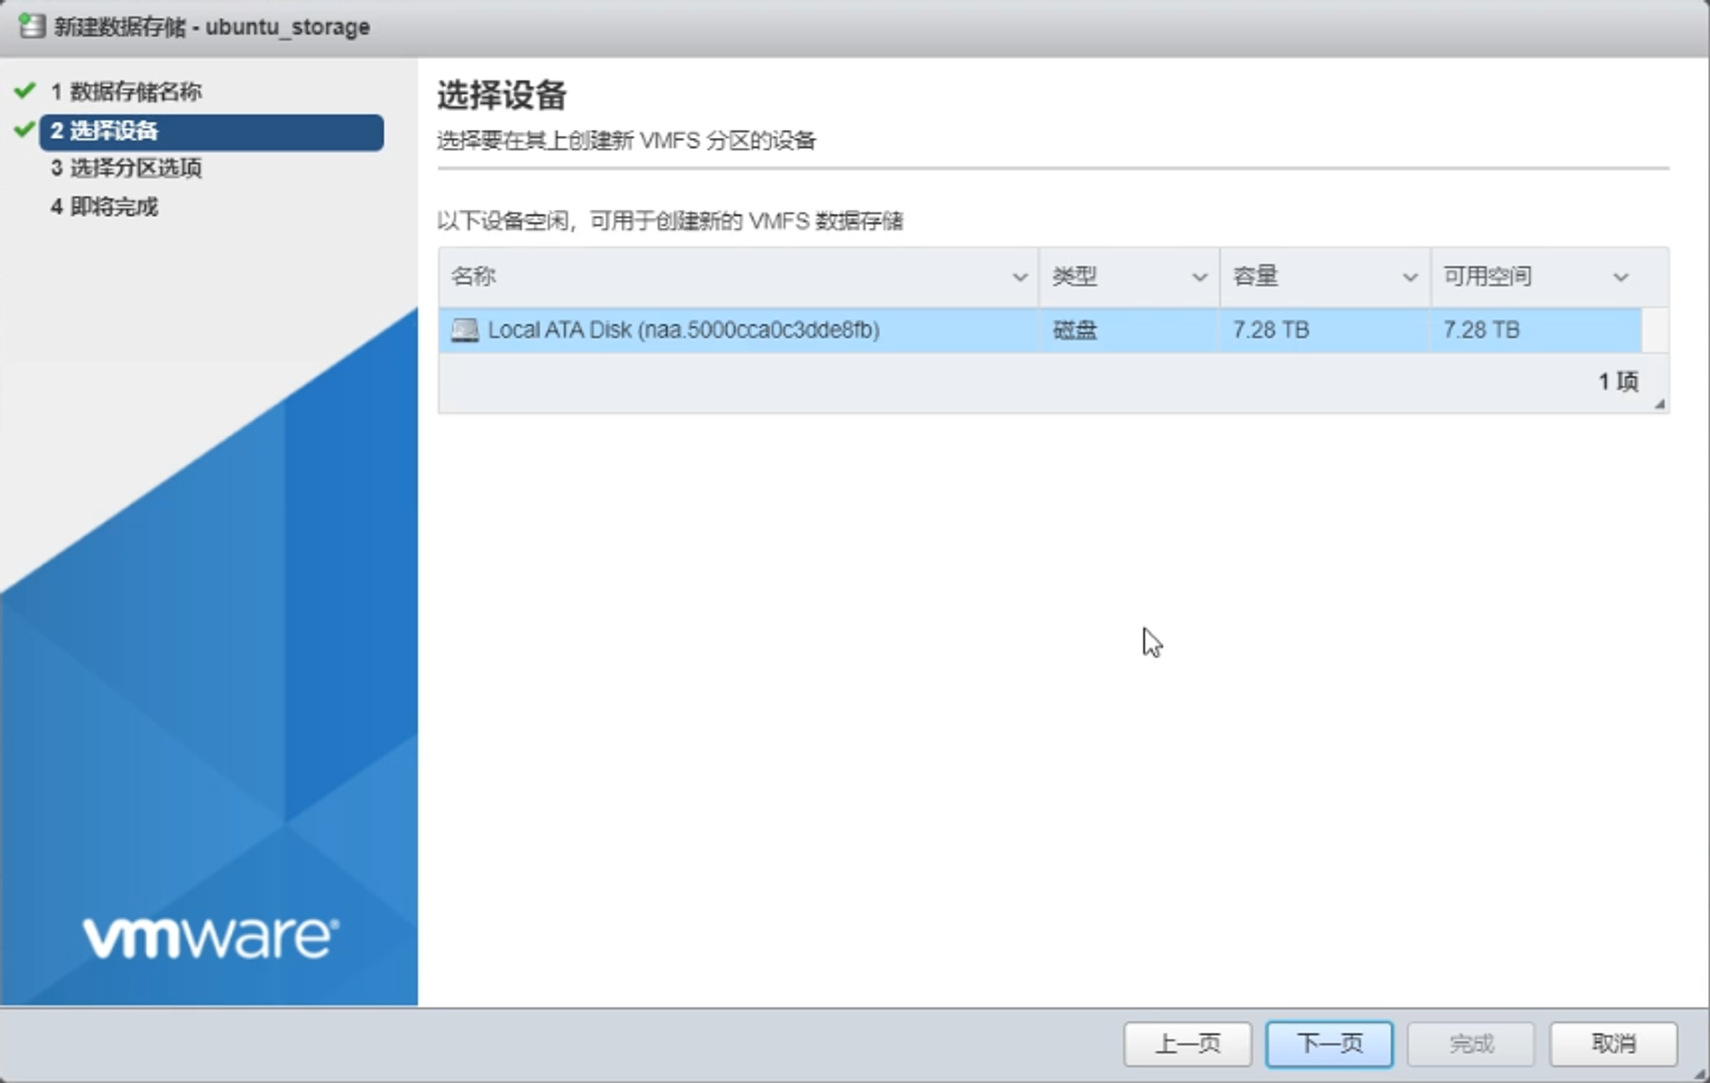 新建数据存储 - ubuntu_storage
1 数据存储名称
2 选择设备
3 选择分区选项
4 即将完成
vmware®
选择设备
选择要在其上创建新 VMFS 分区的设备
以下设备空闲，可用于创建新的 VMFS 数据存储
名称 类型 容量 可用空间
Local ATA Disk (naa.5000cca0c3dde8fb) 磁盘 7.28 TB 7.28 TB
1 项
上一页 下一页 完成 取消